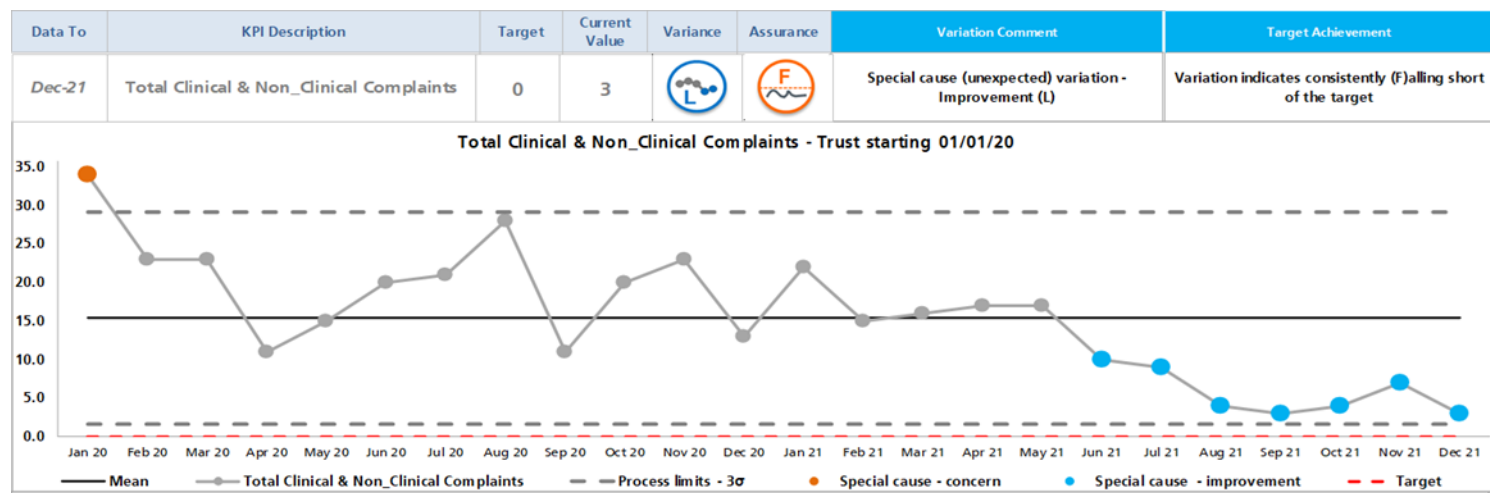 Data To KPI Description Target Current Value Variance Assurance Variation Comment Target Achievement
Dec-21 Total Clinical & Non_Clinical Complaints 0 3 L F Special cause (unexpected) variation - Improvement (L) Variation indicates consistently (F)alling short of the target
Total Clinical & Non_Clinical Complaints - Trust starting 01/01/20
35.0
30.0
25.0
20.0
15.0
10.0
5.0
0.0
Jan 20 Feb 20 Mar 20 Apr 20 May 20 Jun 20 Jul 20 Aug 20 Sep 20 Oct 20 Nov 20 Dec 20 Jan 21 Feb 21 Mar 21 Apr 21 May 21 Jun 21 Jul 21 Aug 21 Sep 21 Oct 21 Nov 21 Dec 21
Mean Total Clinical & Non_Clinical Complaints Process limits - 3σ Special cause - concern Special cause - improvement Target